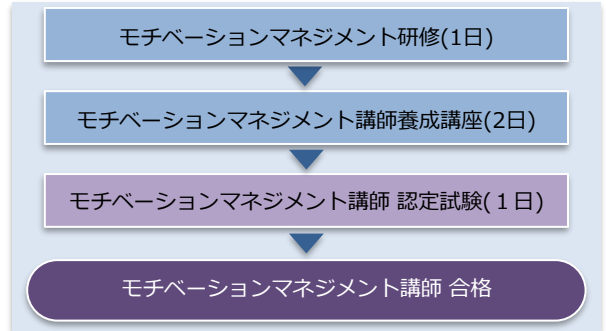 モチベーションマネジメント研修(1日)
モチベーションマネジメント講師養成講座(2日)
モチベーションマネジメント講師 認定試験(１日)
モチベーションマネジメント講師 合格